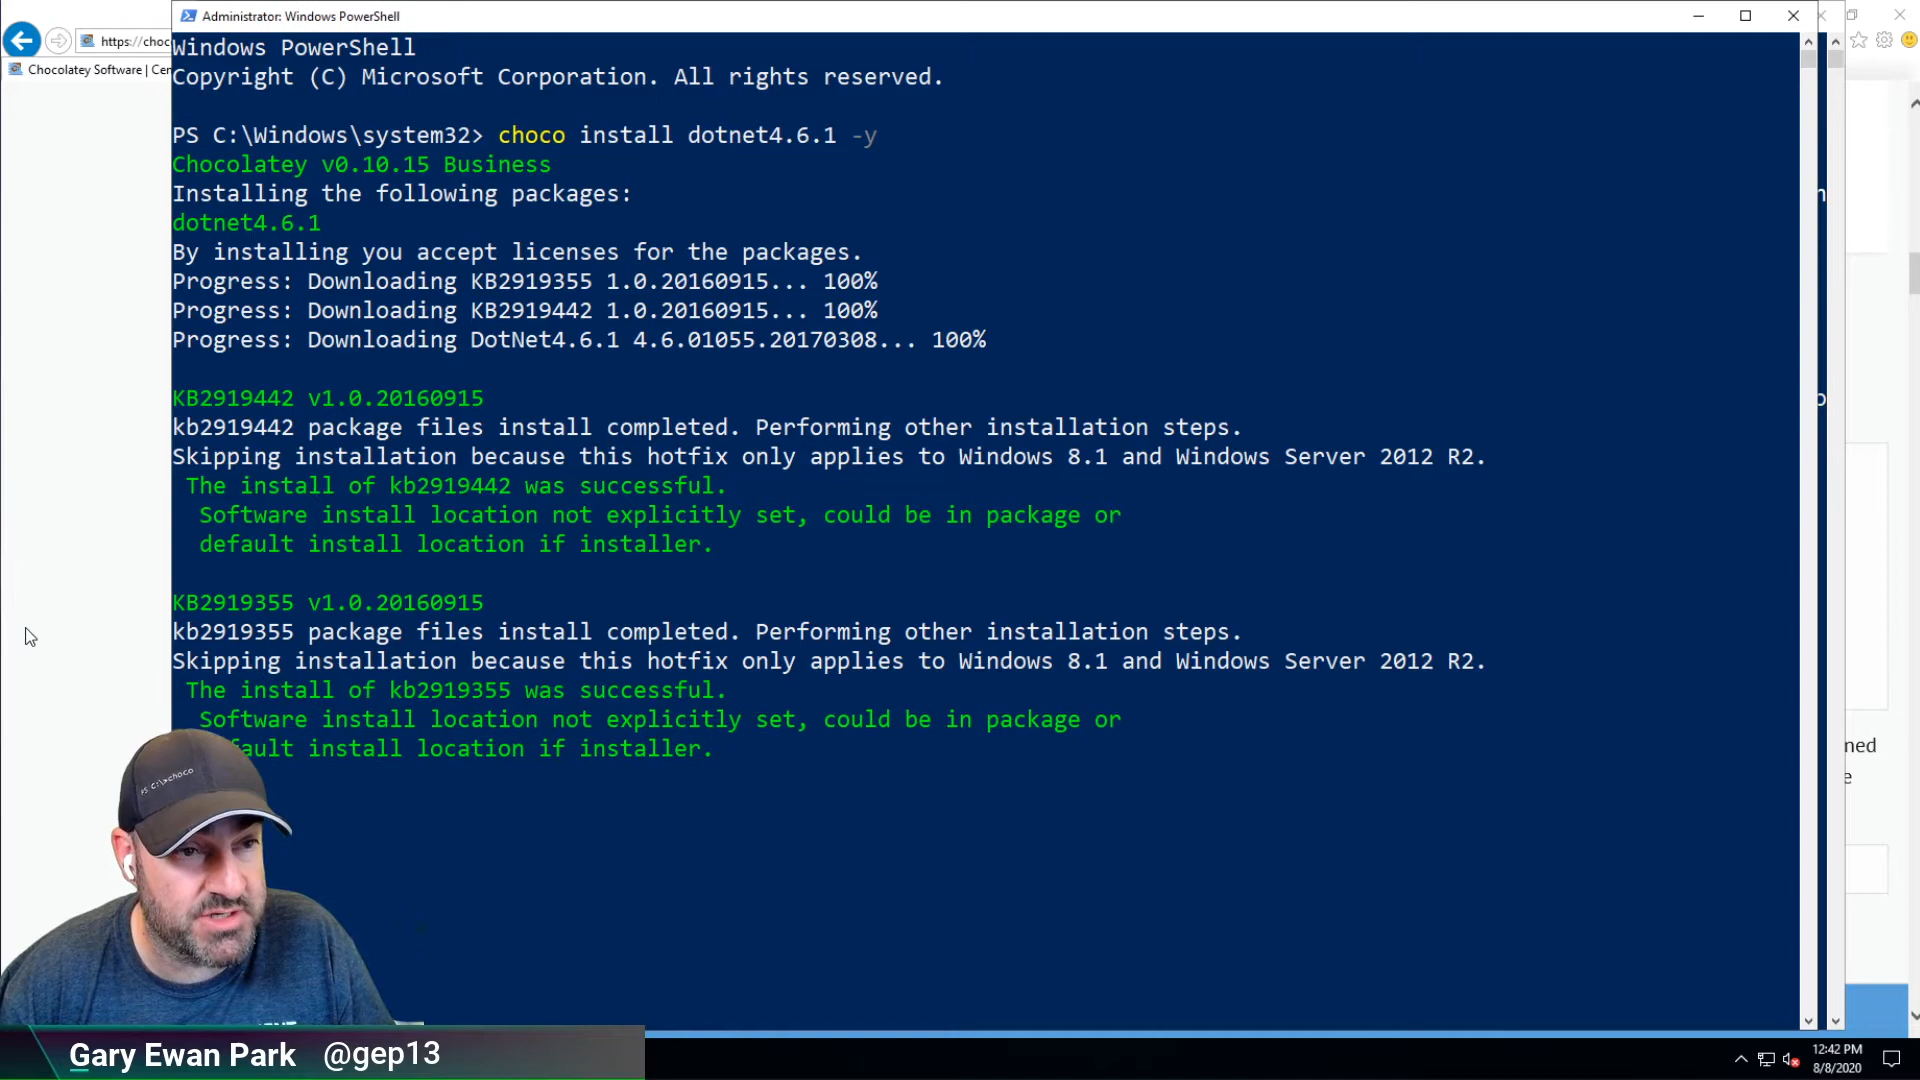 Administrator: Windows PowerShell
https://choc
Chocolatey Software | Cen
Windows PowerShell
Copyright (C) Microsoft Corporation. All rights reserved.
PS C:\Windows\system32> choco install dotnet4.6.1 -y
Chocolatey v0.10.15 Business
Installing the following packages:
dotnet4.6.1
By installing you accept licenses for the packages.
Progress: Downloading KB2919355 1.0.20160915... 100%
Progress: Downloading KB2919442 1.0.20160915... 100%
Progress: Downloading DotNet4.6.1 4.6.01055.20170308... 100%
KB2919442 v1.0.20160915
kb2919442 package files install completed. Performing other installation steps.
Skipping installation because this hotfix only applies to Windows 8.1 and Windows Server 2012 R2.
The install of kb2919442 was successful.
Software install location not explicitly set, could be in package or
default install location if installer.
KB2919355 v1.0.20160915
kb2919355 package files install completed. Performing other installation steps.
Skipping installation because this hotfix only applies to Windows 8.1 and Windows Server 2012 R2.
The install of kb2919355 was successful.
Software install location not explicitly set, could be in package or
ault install location if installer.
ned
e
PS C:\>choco
Gary Ewan Park @gep13
12:42 PM
8/8/2020